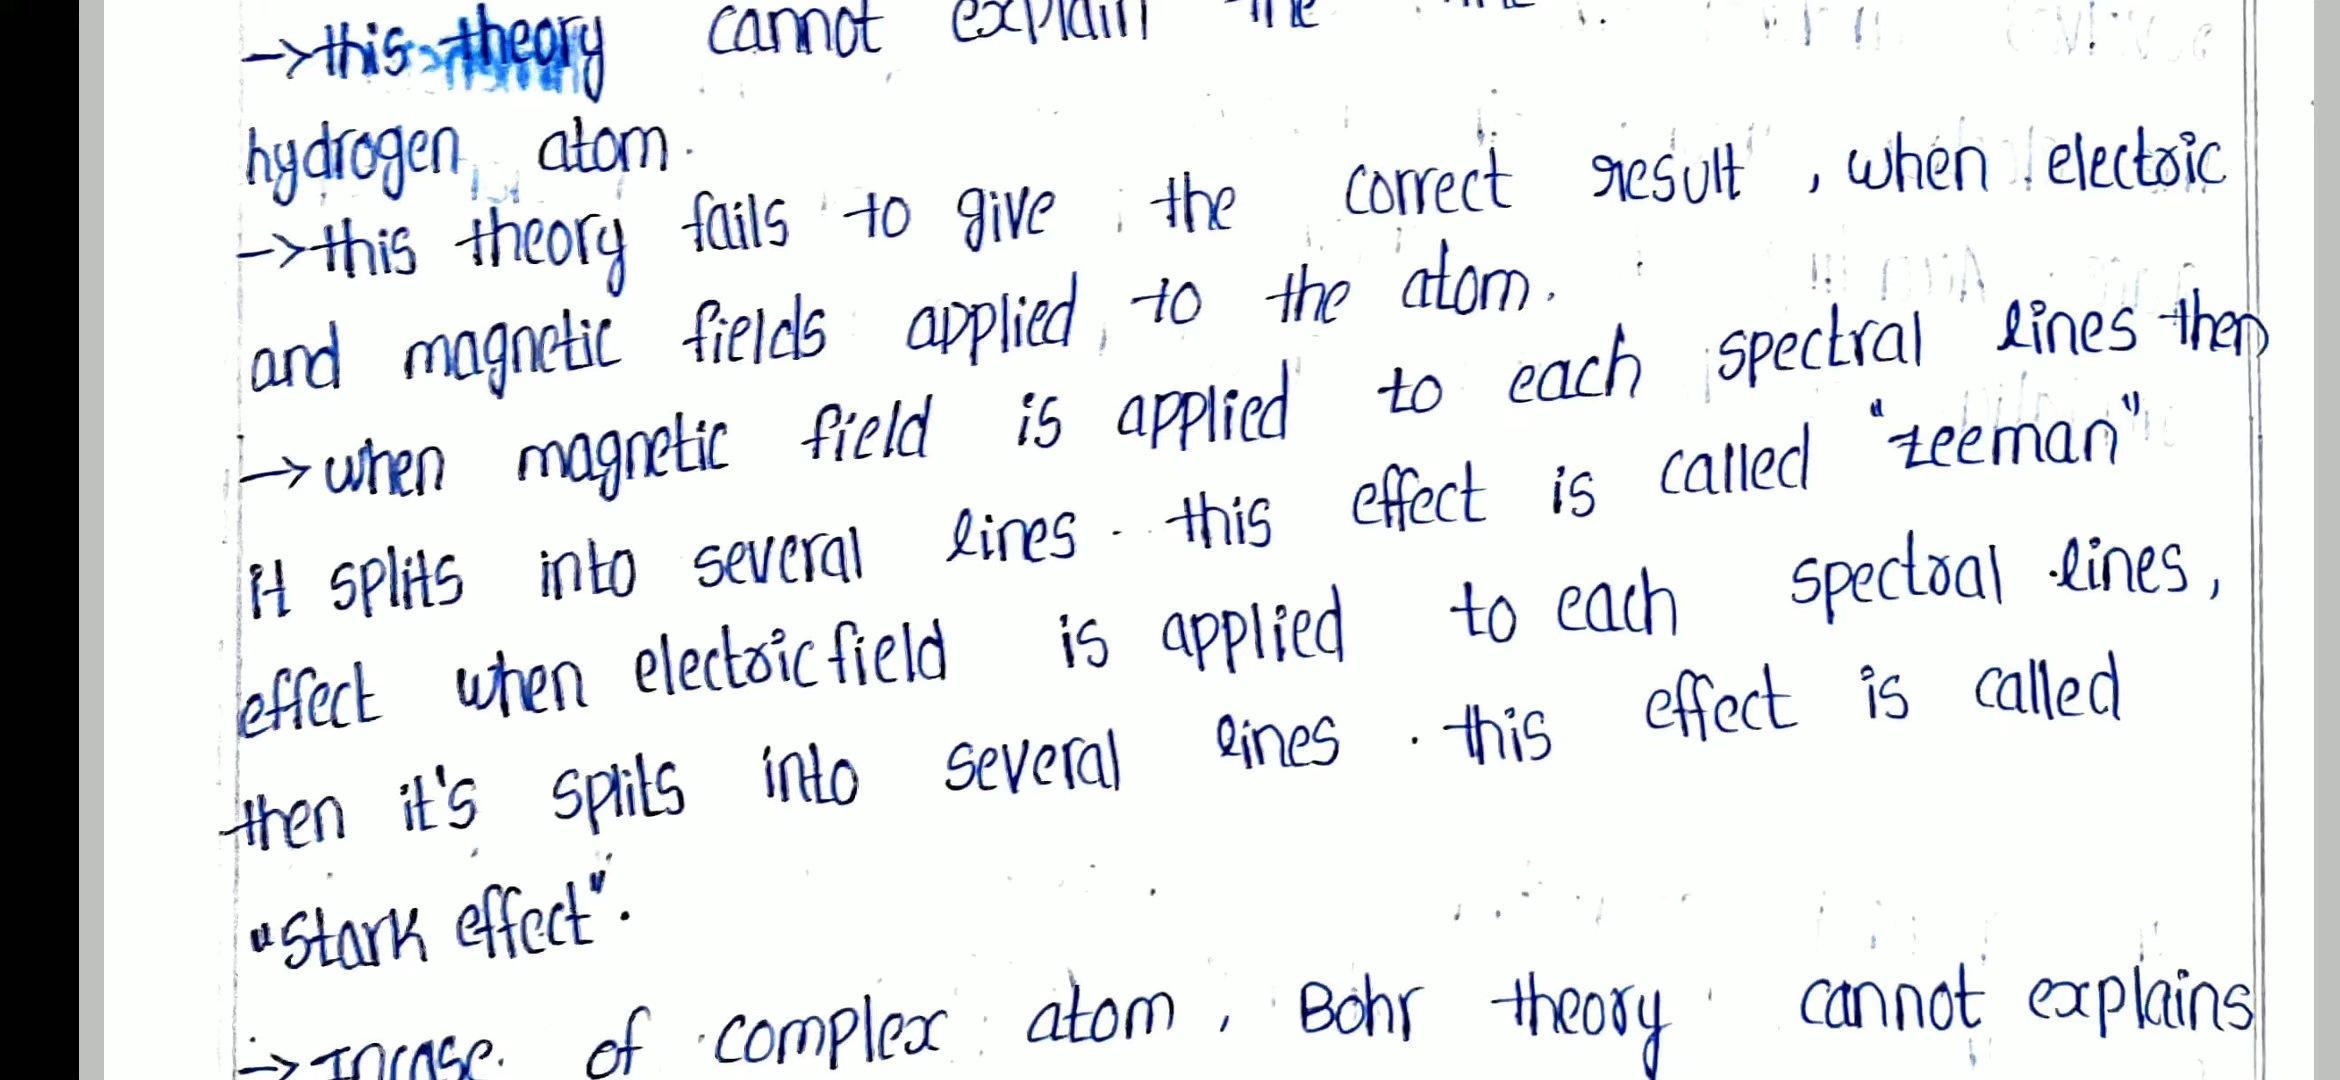 ->this theory cannot explain the
hydrogen atom.
->this theory fails to give the correct result, when electric
and magnetic fields applied to the atom.
->when magnetic field is applied to each spectral lines then
it splits into several lines. this effect is called "zeeman"
effect when electric field is applied to each spectral lines,
then it's splits into several lines. this effect is called
"Stark effect".
->Incase of complex atom, Bohr theory cannot explains